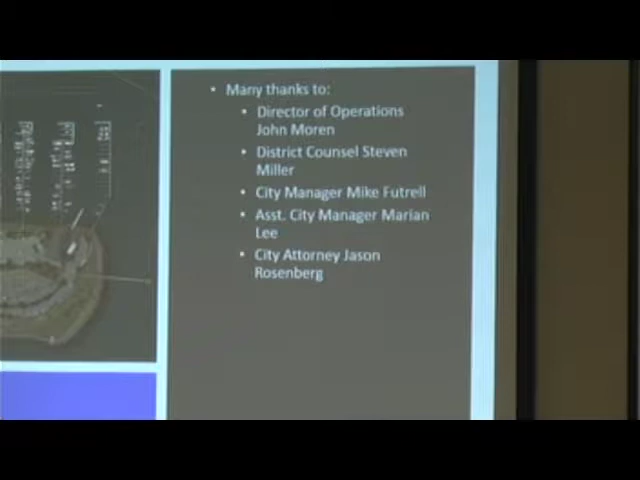 • Many thanks to:
• Director of Operations
John Moren
• District Counsel Steven
Miller
• City Manager Mike Futrell
• Asst. City Manager Marian
Lee
• City Attorney Jason
Rosenberg